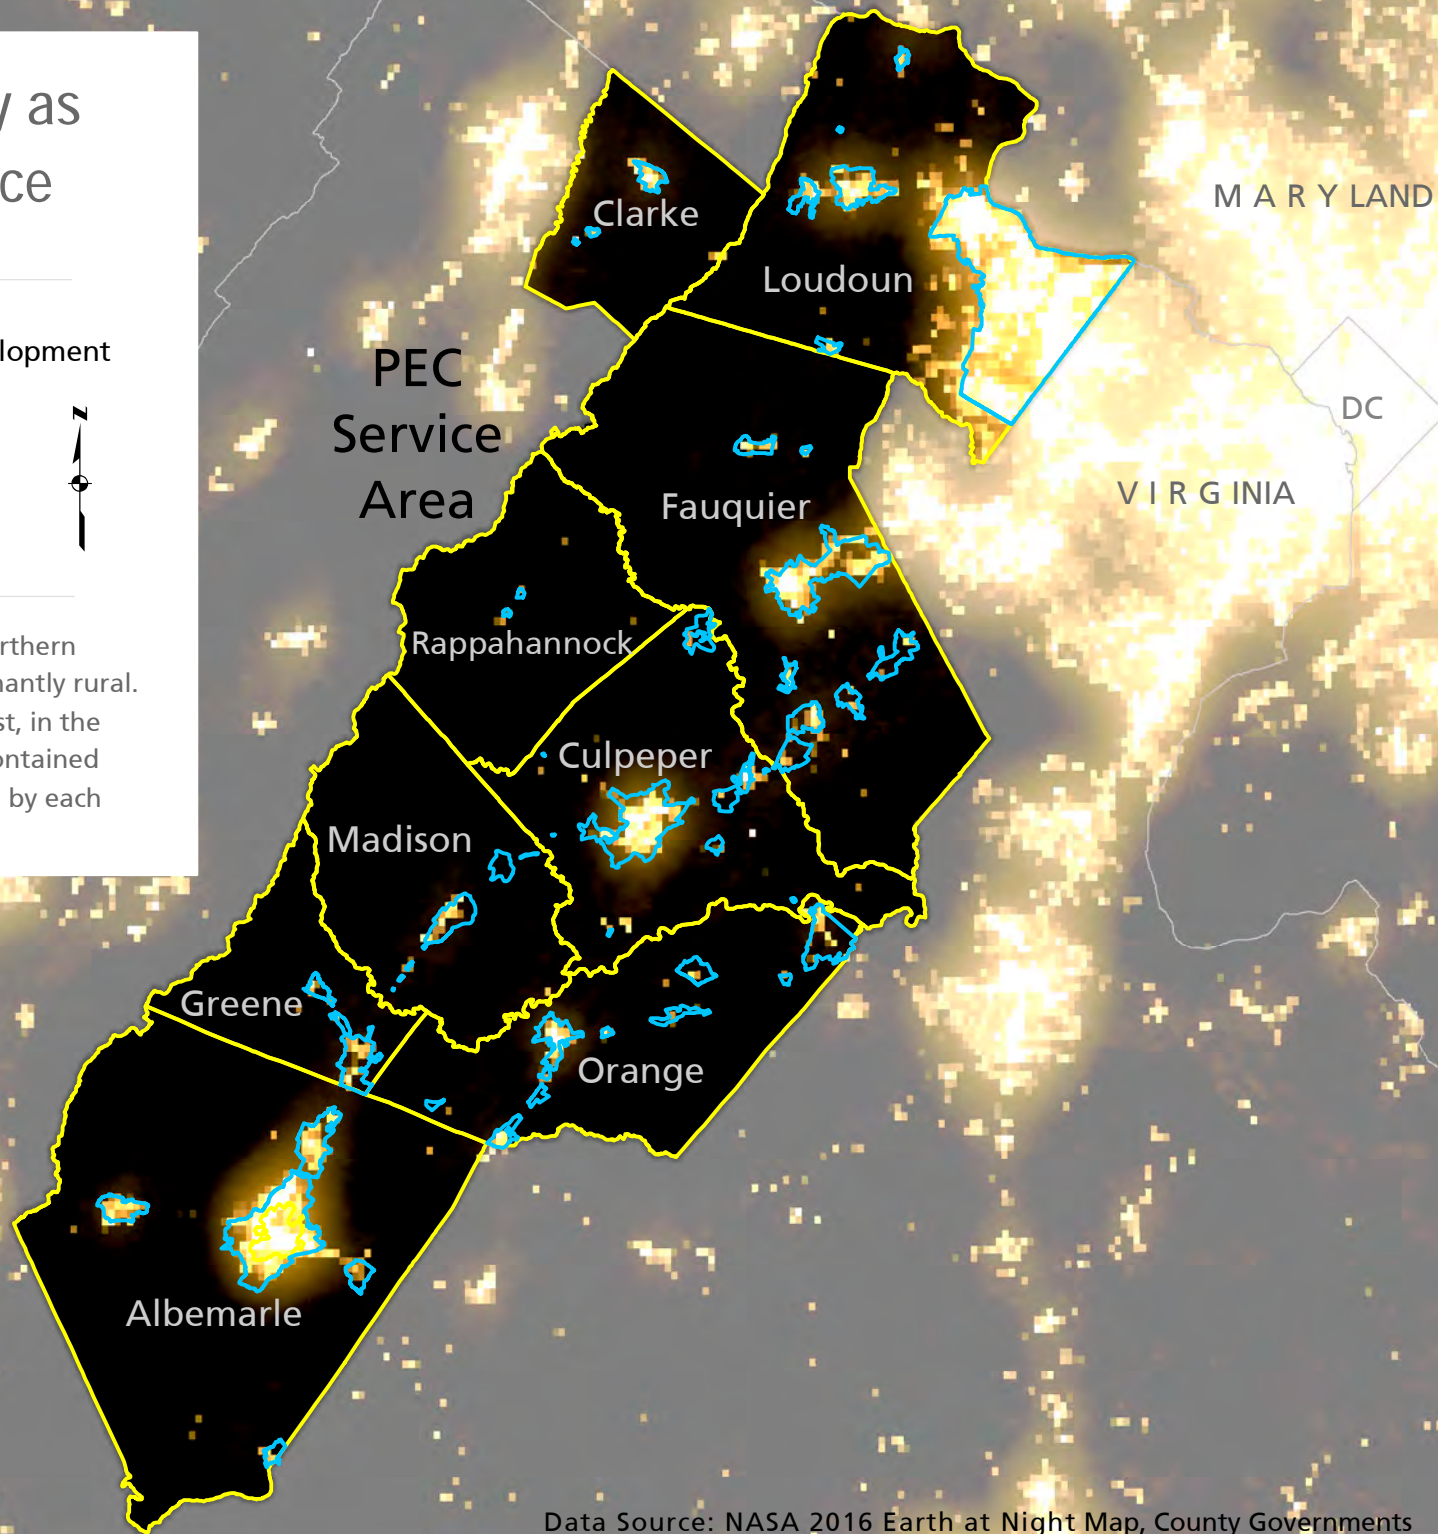 y as
ce
lopment
N
rthern
nantly rural.
st, in the
ontained
by each
PEC
Service
Area
Clarke
Loudoun
MARYLAND
DC
VIRGINIA
Fauquier
Rappahannock
Culpeper
Madison
Greene
Orange
Albemarle
Data Source: NASA 2016 Earth at Night Map, County Governments